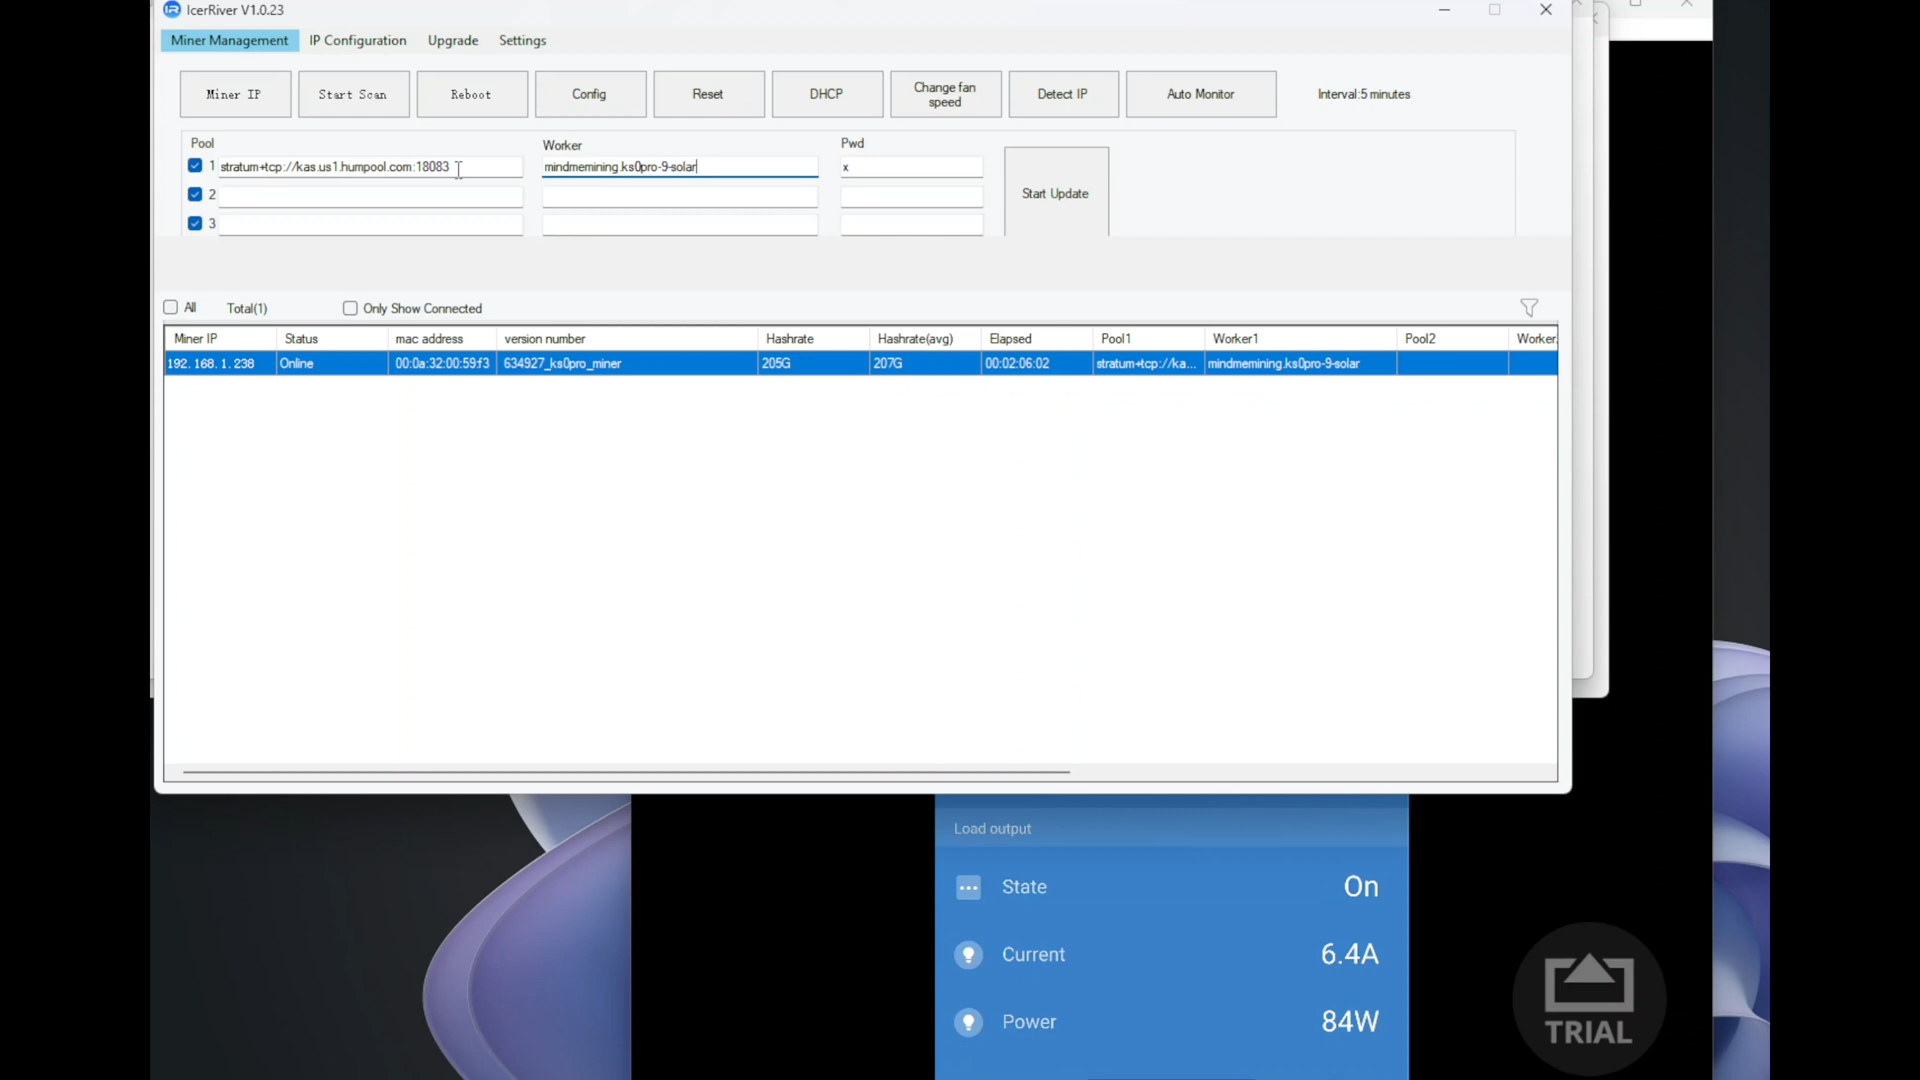 IceRiver V1.0.23
Miner Management IP Configuration Upgrade Settings
Miner IP Start Scan Reboot Config Reset DHCP Change fan speed Detect IP Auto Monitor Interval:5 minutes
Pool Worker Pwd
1 stratum+tcp://kas.us1.humpool.com:18083 mindmemining.ks0pro-9-solar x
2
3
Start Update
All Total(1) Only Show Connected
Miner IP Status mac address version number Hashrate Hashrate(avg) Elapsed Pool1 Worker1 Pool2 Worker.
192.168.1.238 Online 00:0a:32:00:59:f3 634927_ks0pro_miner 205G 207G 00:02:06:02 stratum+tcp://ka... mindmemining.ks0pro-9-solar
Load output
State On
Current 6.4A
Power 84W
TRIAL